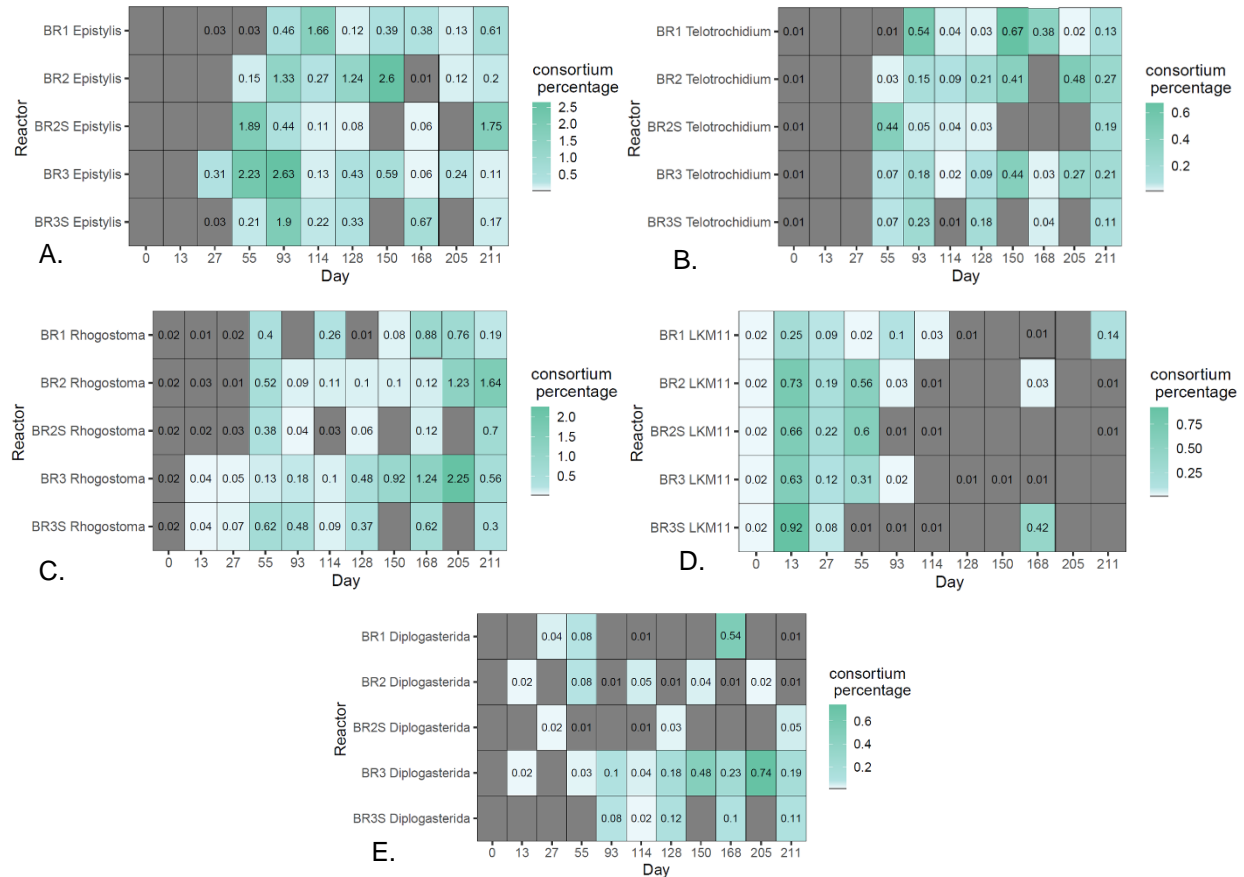 BR1 Epistylis 0.03 0.03 0.46 1.66 0.12 0.39 0.38 0.13 0.61
BR2 Epistylis 0.15 1.33 0.27 1.24 2.6 0.01 0.12 0.2
BR2S Epistylis 1.89 0.44 0.11 0.08 0.06 1.75
BR3 Epistylis 0.31 2.23 2.63 0.13 0.43 0.59 0.06 0.24 0.11
BR3S Epistylis 0.03 0.21 1.9 0.22 0.33 0.67 0.17
0 13 27 55 93 114 128 150 168 205 211
Day
Reactor
consortium
percentage
2.5
2.0
1.5
1.0
0.5
A.
BR1 Telotrochidium 0.01 0.01 0.54 0.04 0.03 0.67 0.38 0.02 0.13
BR2 Telotrochidium 0.01 0.03 0.15 0.09 0.21 0.41 0.48 0.27
BR2S Telotrochidium 0.01 0.44 0.05 0.04 0.03 0.19
BR3 Telotrochidium 0.01 0.07 0.18 0.02 0.09 0.44 0.03 0.27 0.21
BR3S Telotrochidium 0.01 0.07 0.23 0.01 0.18 0.04 0.11
0 13 27 55 93 114 128 150 168 205 211
Day
Reactor
consortium
percentage
0.6
0.4
0.2
B.
BR1 Rhogostoma 0.02 0.01 0.02 0.4 0.26 0.01 0.08 0.88 0.76 0.19
BR2 Rhogostoma 0.02 0.03 0.01 0.52 0.09 0.11 0.1 0.1 0.12 1.23 1.64
BR2S Rhogostoma 0.02 0.02 0.03 0.38 0.04 0.03 0.06 0.12 0.7
BR3 Rhogostoma 0.02 0.04 0.05 0.13 0.18 0.1 0.48 0.92 1.24 2.25 0.56
BR3S Rhogostoma 0.02 0.04 0.07 0.62 0.48 0.09 0.37 0.62 0.3
0 13 27 55 93 114 128 150 168 205 211
Day
Reactor
consortium
percentage
2.0
1.5
1.0
0.5
C.
BR1 LKM11 0.02 0.25 0.09 0.02 0.1 0.03 0.01 0.01 0.14
BR2 LKM11 0.02 0.73 0.19 0.56 0.03 0.01 0.03 0.01
BR2S LKM11 0.02 0.66 0.22 0.6 0.01 0.01 0.01
BR3 LKM11 0.02 0.63 0.12 0.31 0.02 0.01 0.01 0.01
BR3S LKM11 0.02 0.92 0.08 0.01 0.01 0.01 0.42
0 13 27 55 93 114 128 150 168 205 211
Day
Reactor
consortium
percentage
0.75
0.50
0.25
D.
BR1 Diplogasterida 0.04 0.08 0.01 0.54 0.01
BR2 Diplogasterida 0.02 0.08 0.01 0.05 0.01 0.04 0.01 0.02 0.01
BR2S Diplogasterida 0.02 0.01 0.01 0.03 0.05
BR3 Diplogasterida 0.02 0.03 0.1 0.04 0.18 0.48 0.23 0.74 0.19
BR3S Diplogasterida 0.08 0.02 0.12 0.1 0.11
0 13 27 55 93 114 128 150 168 205 211
Day
Reactor
consortium
percentage
0.6
0.4
0.2
E.